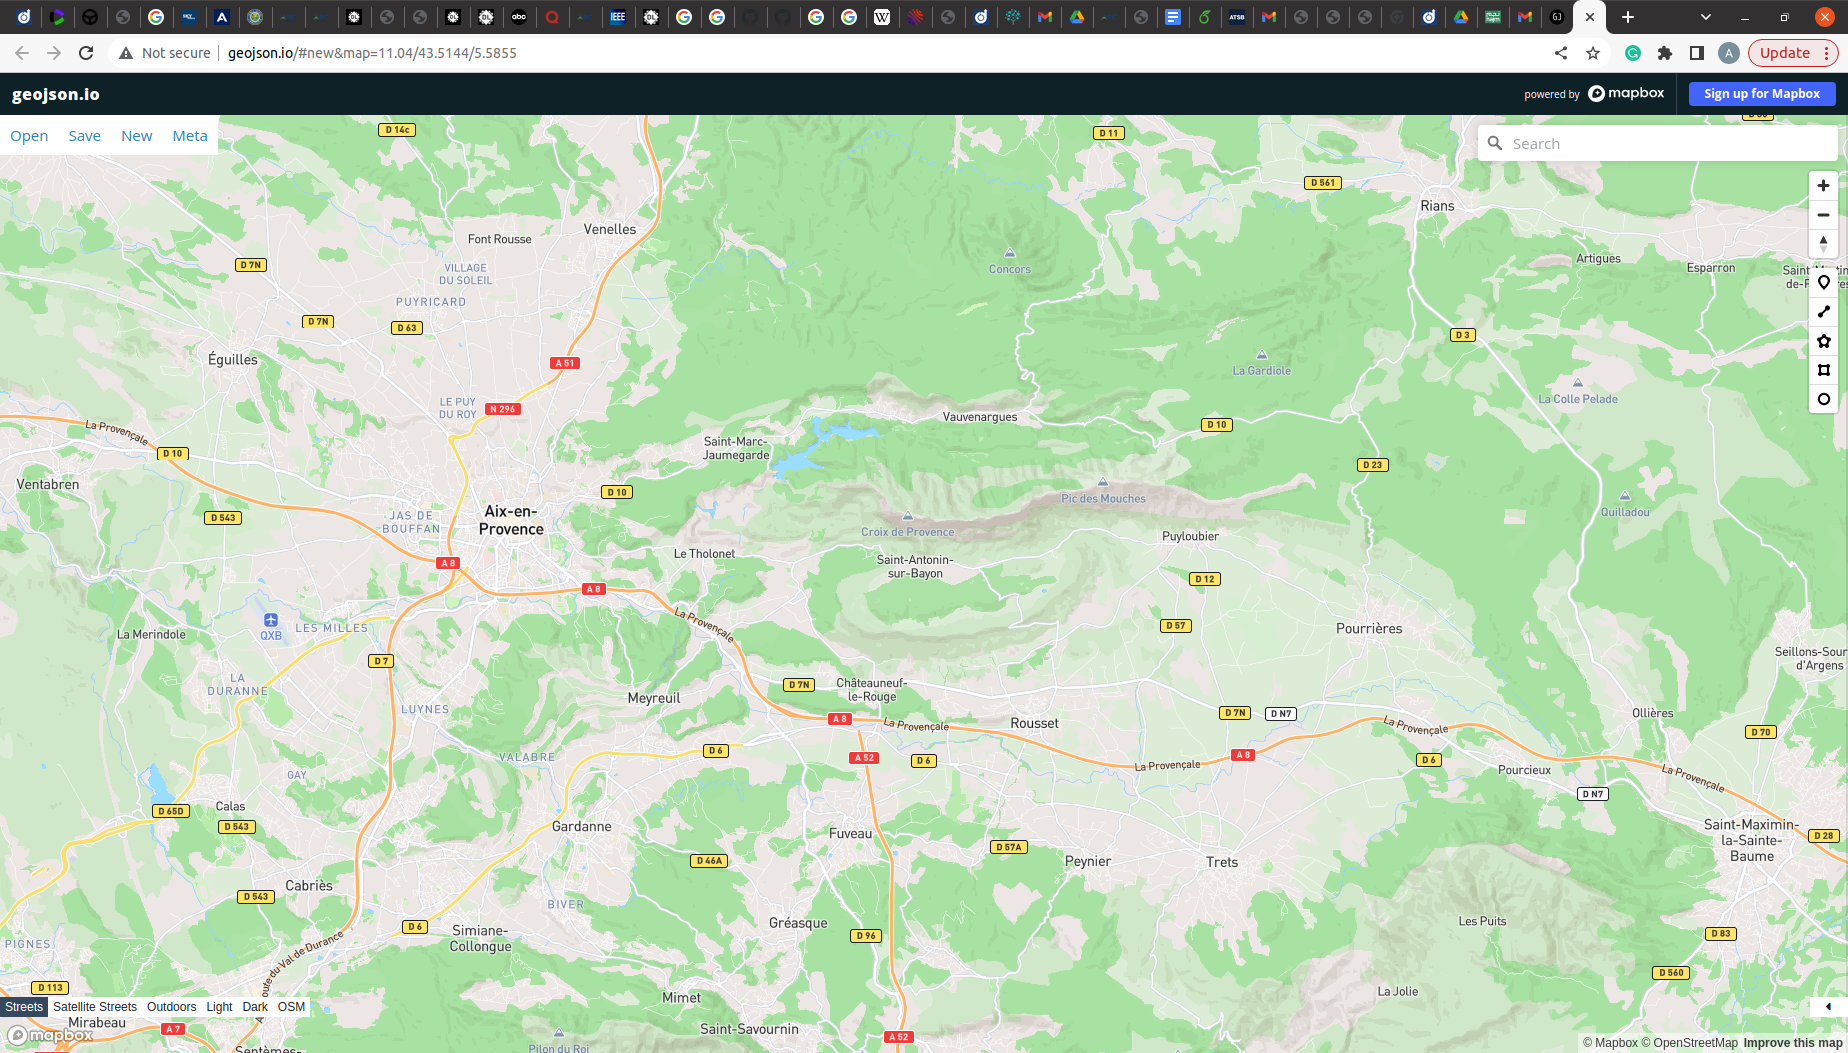 Not secure
geojson.io/#new&map=11.04/43.5144/5.5855
A
Update
geojson.io
powered by
mapbox
Sign up for Mapbox
Open
Save
New
Meta
Search
D 14c
D 11
D 561
Rians
Venelles
Font Rousse
Concors
Artigues
Esparron
D 7N
VILLAGE
DU SOLEIL
PUYRICARD
D 7N
D 63
D 3
Éguilles
A 51
La Gardiole
La Colle Pelade
LE PUY
DU ROY
N 296
Vauvenargues
D 10
La Provençale
D 10
Saint-Marc-
Jaumegarde
D 23
Ventabren
D 10
Pic des Mouches
Quilladou
D 543
JAS DE
BOUFFAN
Aix-en-
Provence
Croix de Provence
Puyloubier
Le Tholonet
Saint-Antonin-
sur-Bayon
A 8
A 8
D 12
QXB
LES MILLES
La Merindole
La Provençale
D 57
Pourrières
D 7
Seillons-Sour
d'Argens
LA
DURANNE
Meyreuil
D 7N
Châteauneuf-
le-Rouge
LUYNES
A 8
La Provençale
Rousset
D 7N
D N7
La Provençale
Ollières
D 70
VALABRE
D 6
A 52
D 6
La Provençale
A 8
D 6
Pourcieux
La Provençale
GAY
D N7
Calas
D 65D
D 543
Gardanne
Fuveau
D 57A
Peynier
Trets
Saint-Maximin-
la-Sainte-
Baume
D 28
D 46A
Cabriès
D 543
BIVER
D 6
Simiane-
Collongue
Gréasque
D 96
Les Puits
D 83
PIGNES
D 560
D 113
Mimet
La Jolie
Streets
Satellite Streets
Outdoors
Light
Dark
OSM
Mirabeau
A 7
Saint-Savournin
A 52
mapbox
Septèmes-
Pilon du Roi
© Mapbox © OpenStreetMap Improve this map